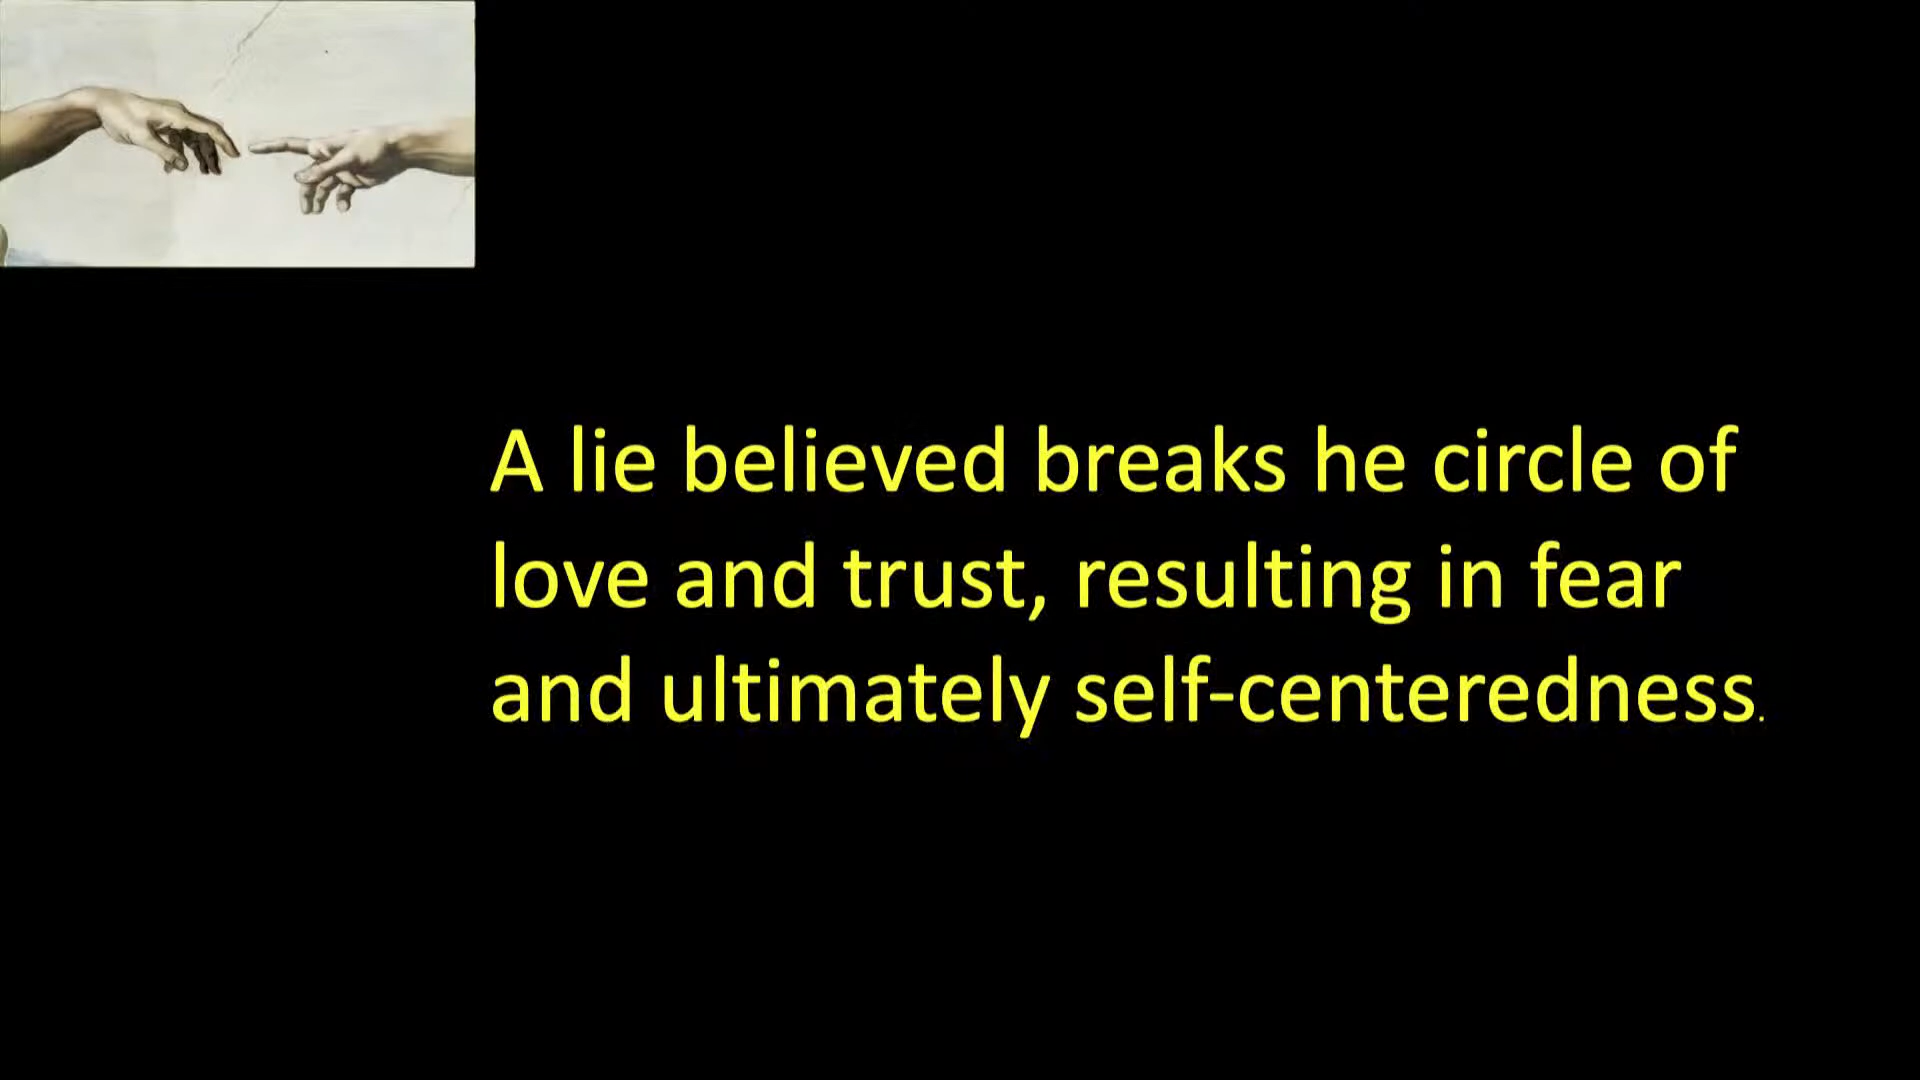 A lie believed breaks he circle of
love and trust, resulting in fear
and ultimately self-centeredness.